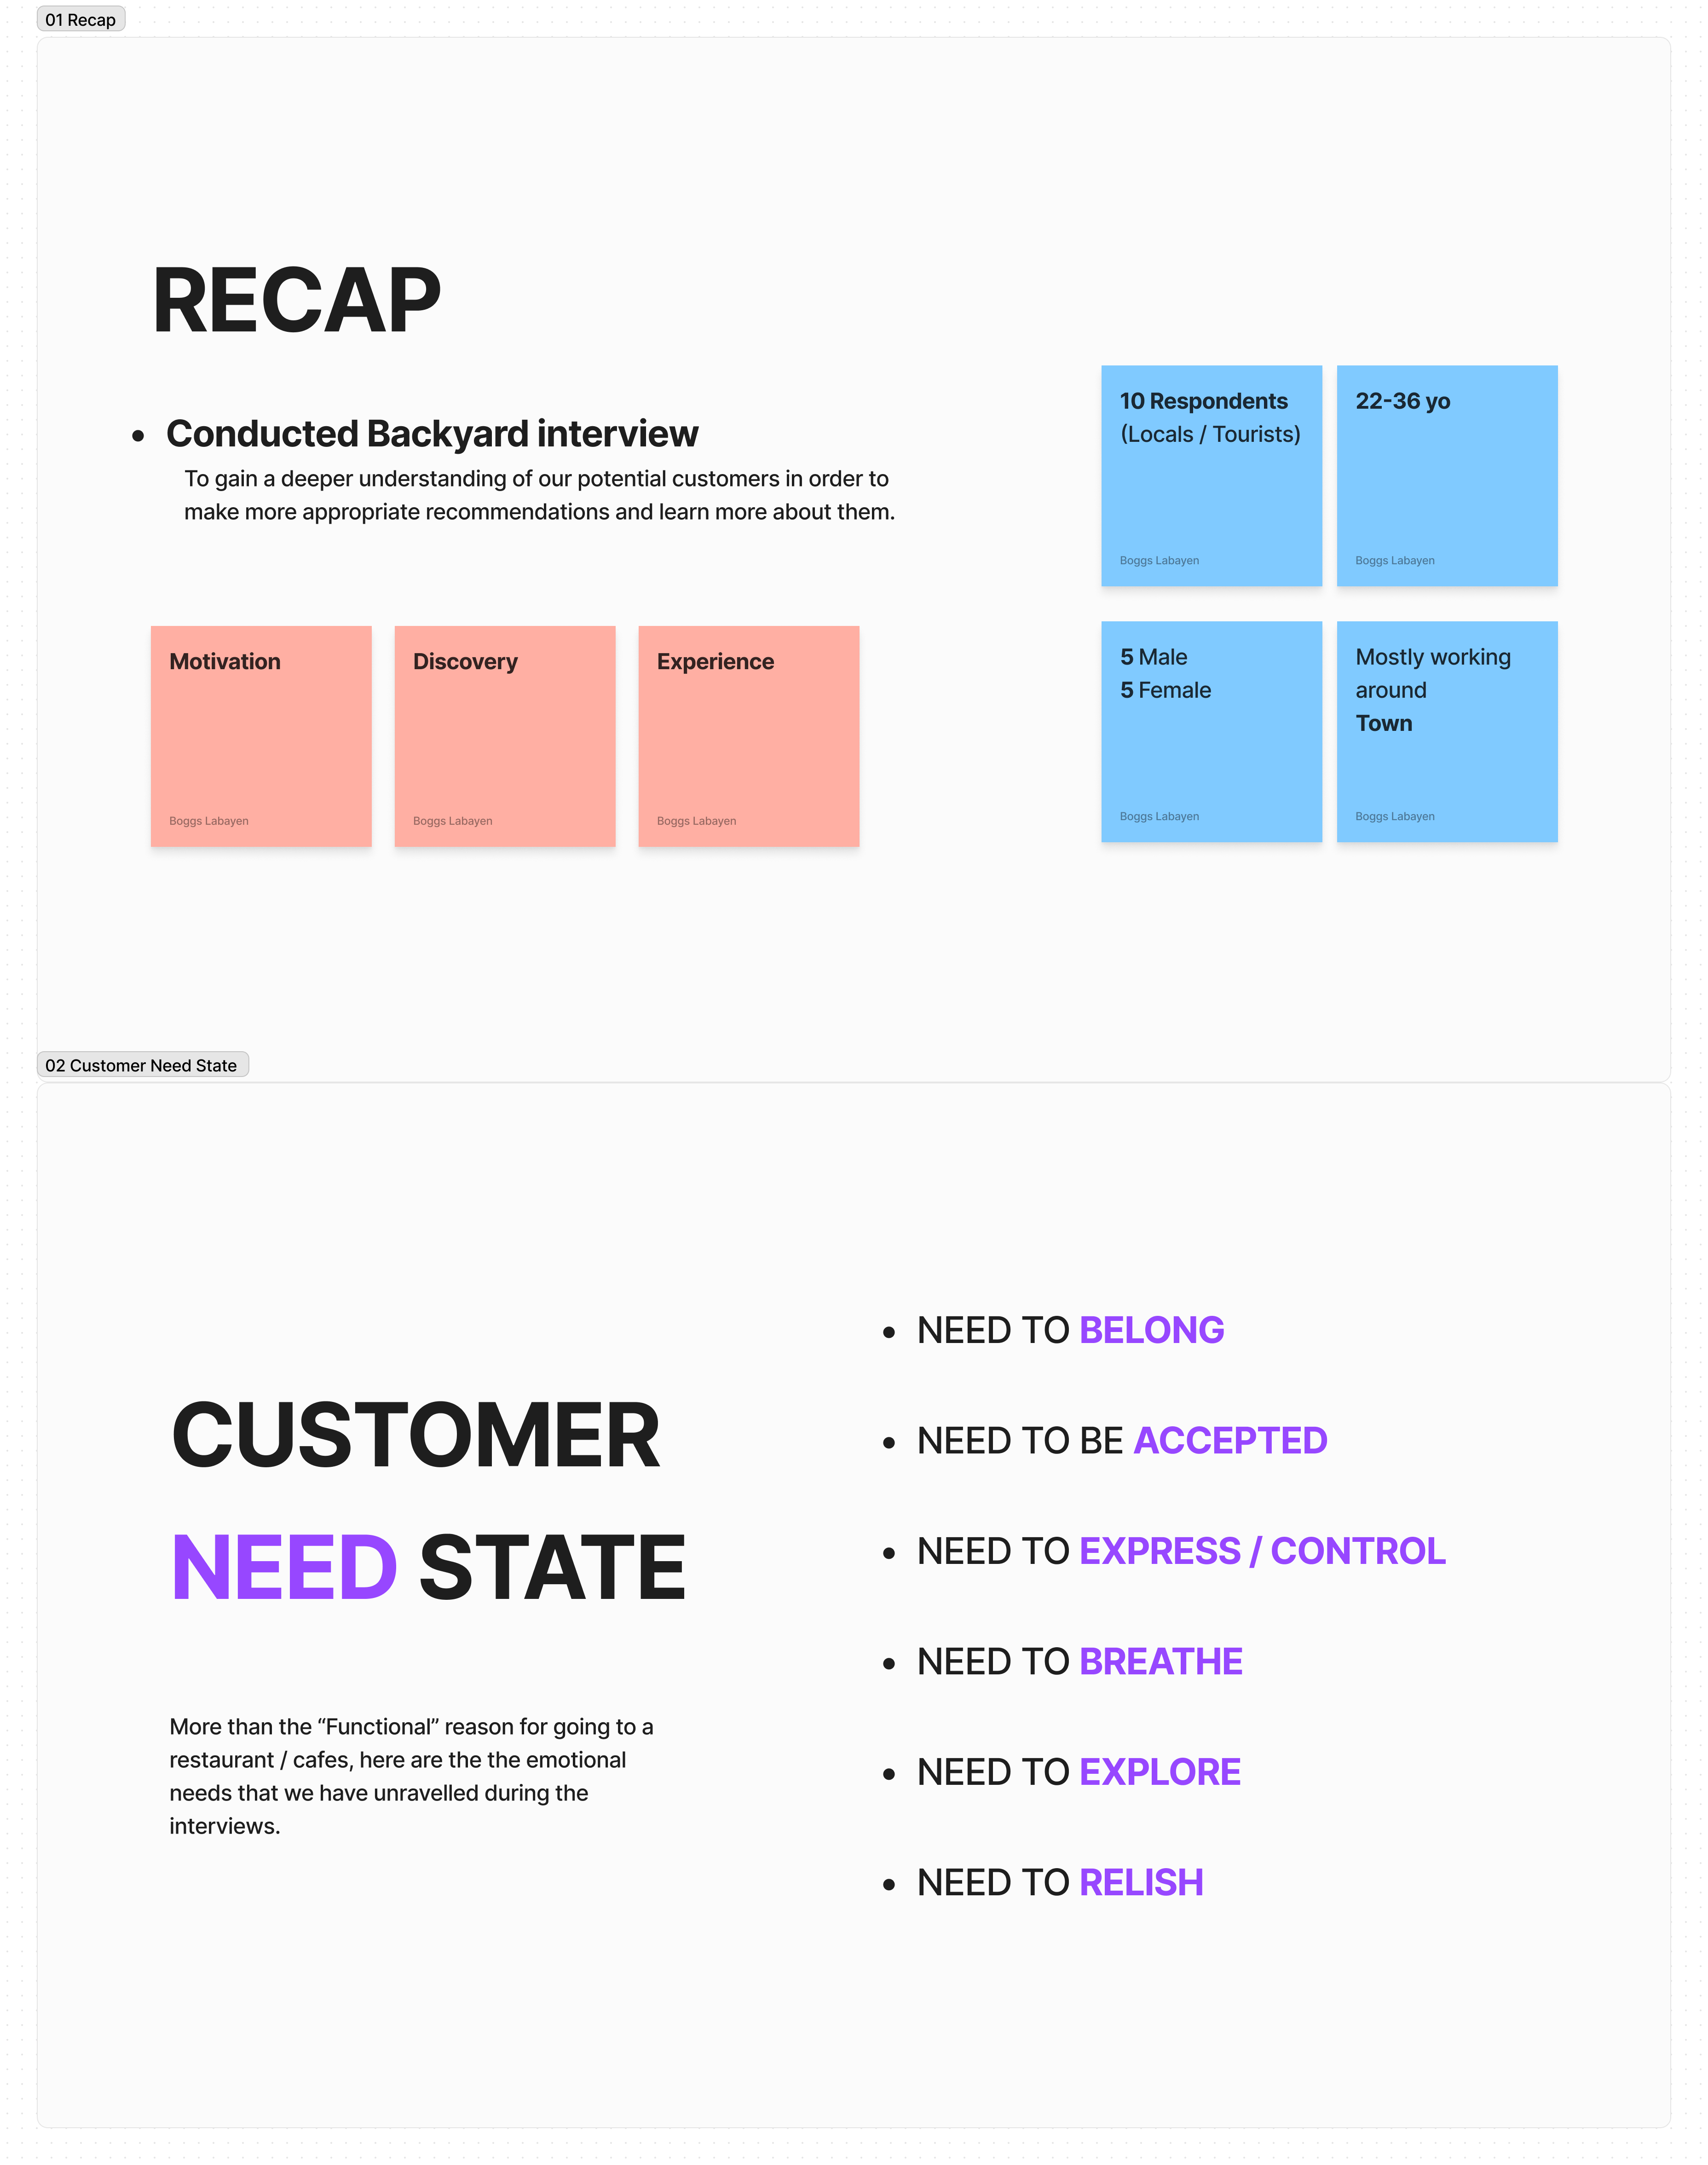 01 Recap
RECAP
• Conducted Backyard interview
To gain a deeper understanding of our potential customers in order to
make more appropriate recommendations and learn more about them.
Motivation
Boggs Labayen
Discovery
Boggs Labayen
Experience
Boggs Labayen
10 Respondents
(Locals / Tourists)
Boggs Labayen
22-36 yo
Boggs Labayen
5 Male
5 Female
Boggs Labayen
Mostly working
around
Town
Boggs Labayen
02 Customer Need State
CUSTOMER
NEED STATE
More than the “Functional” reason for going to a
restaurant / cafes, here are the the emotional
needs that we have unravelled during the
interviews.
• NEED TO BELONG
• NEED TO BE ACCEPTED
• NEED TO EXPRESS / CONTROL
• NEED TO BREATHE
• NEED TO EXPLORE
• NEED TO RELISH